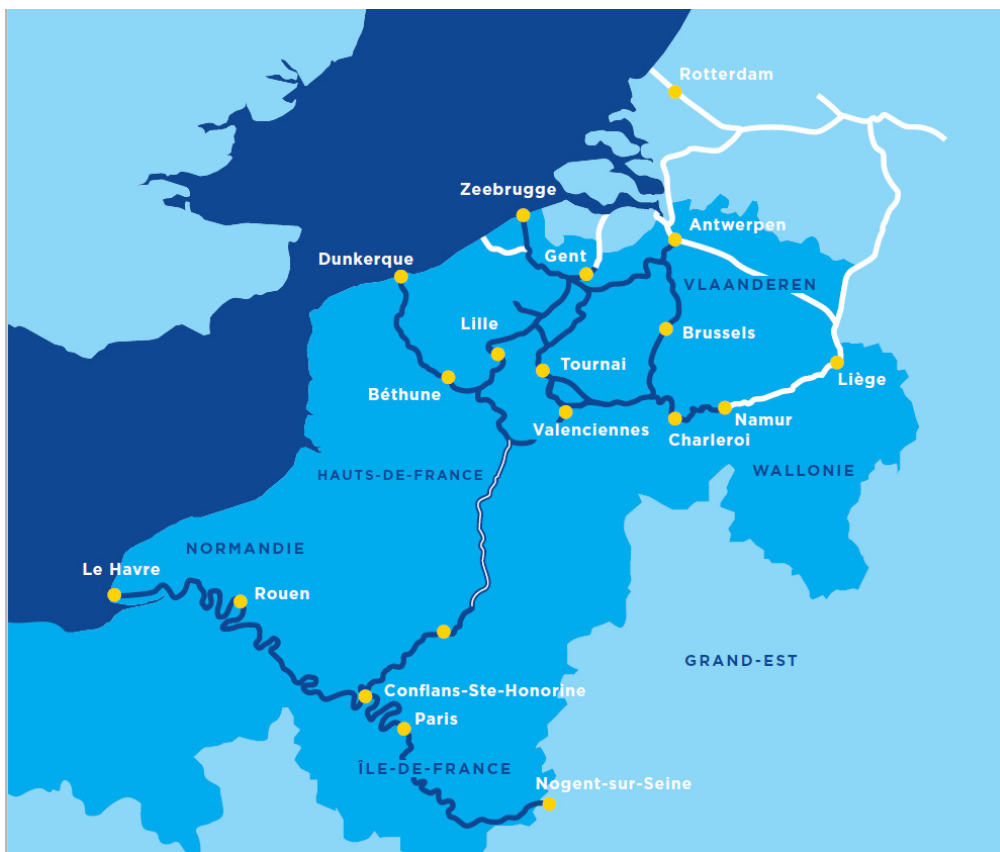 Rotterdam
Zeebrugge
Antwerpen
Dunkerque
Gent
VLAANDEREN
Lille
Brussels
Tournai
Liège
Béthune
Namur
Valenciennes
Charleroi
HAUTS-DE-FRANCE
WALLONIE
NORMANDIE
Le Havre
Rouen
GRAND-EST
Conflans-Ste-Honorine
Paris
ÎLE-DE-FRANCE
Nogent-sur-Seine